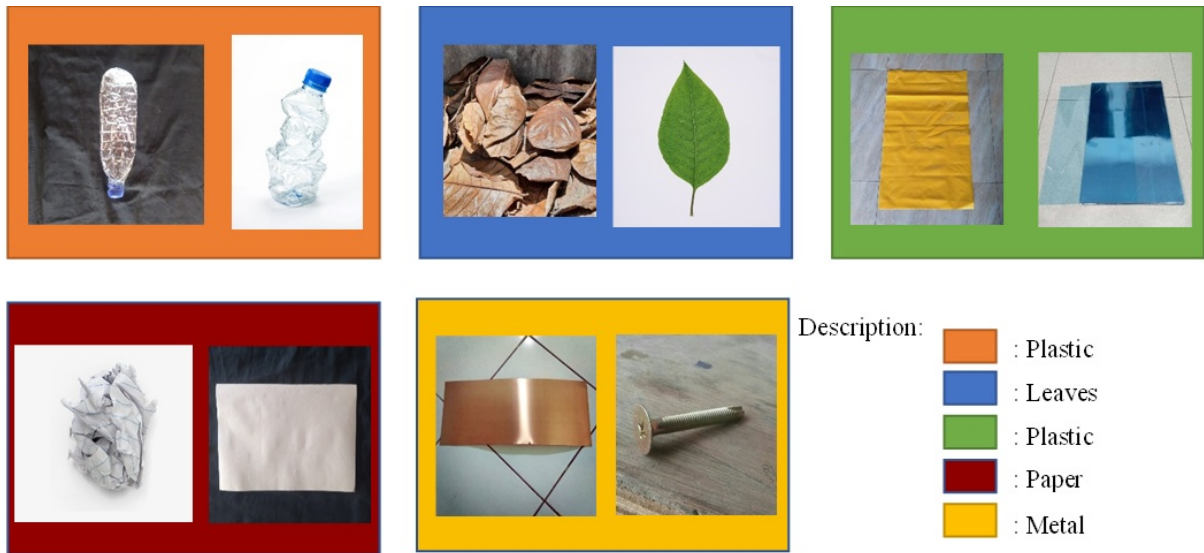 Description:
: Plastic
: Leaves
: Plastic
: Paper
: Metal